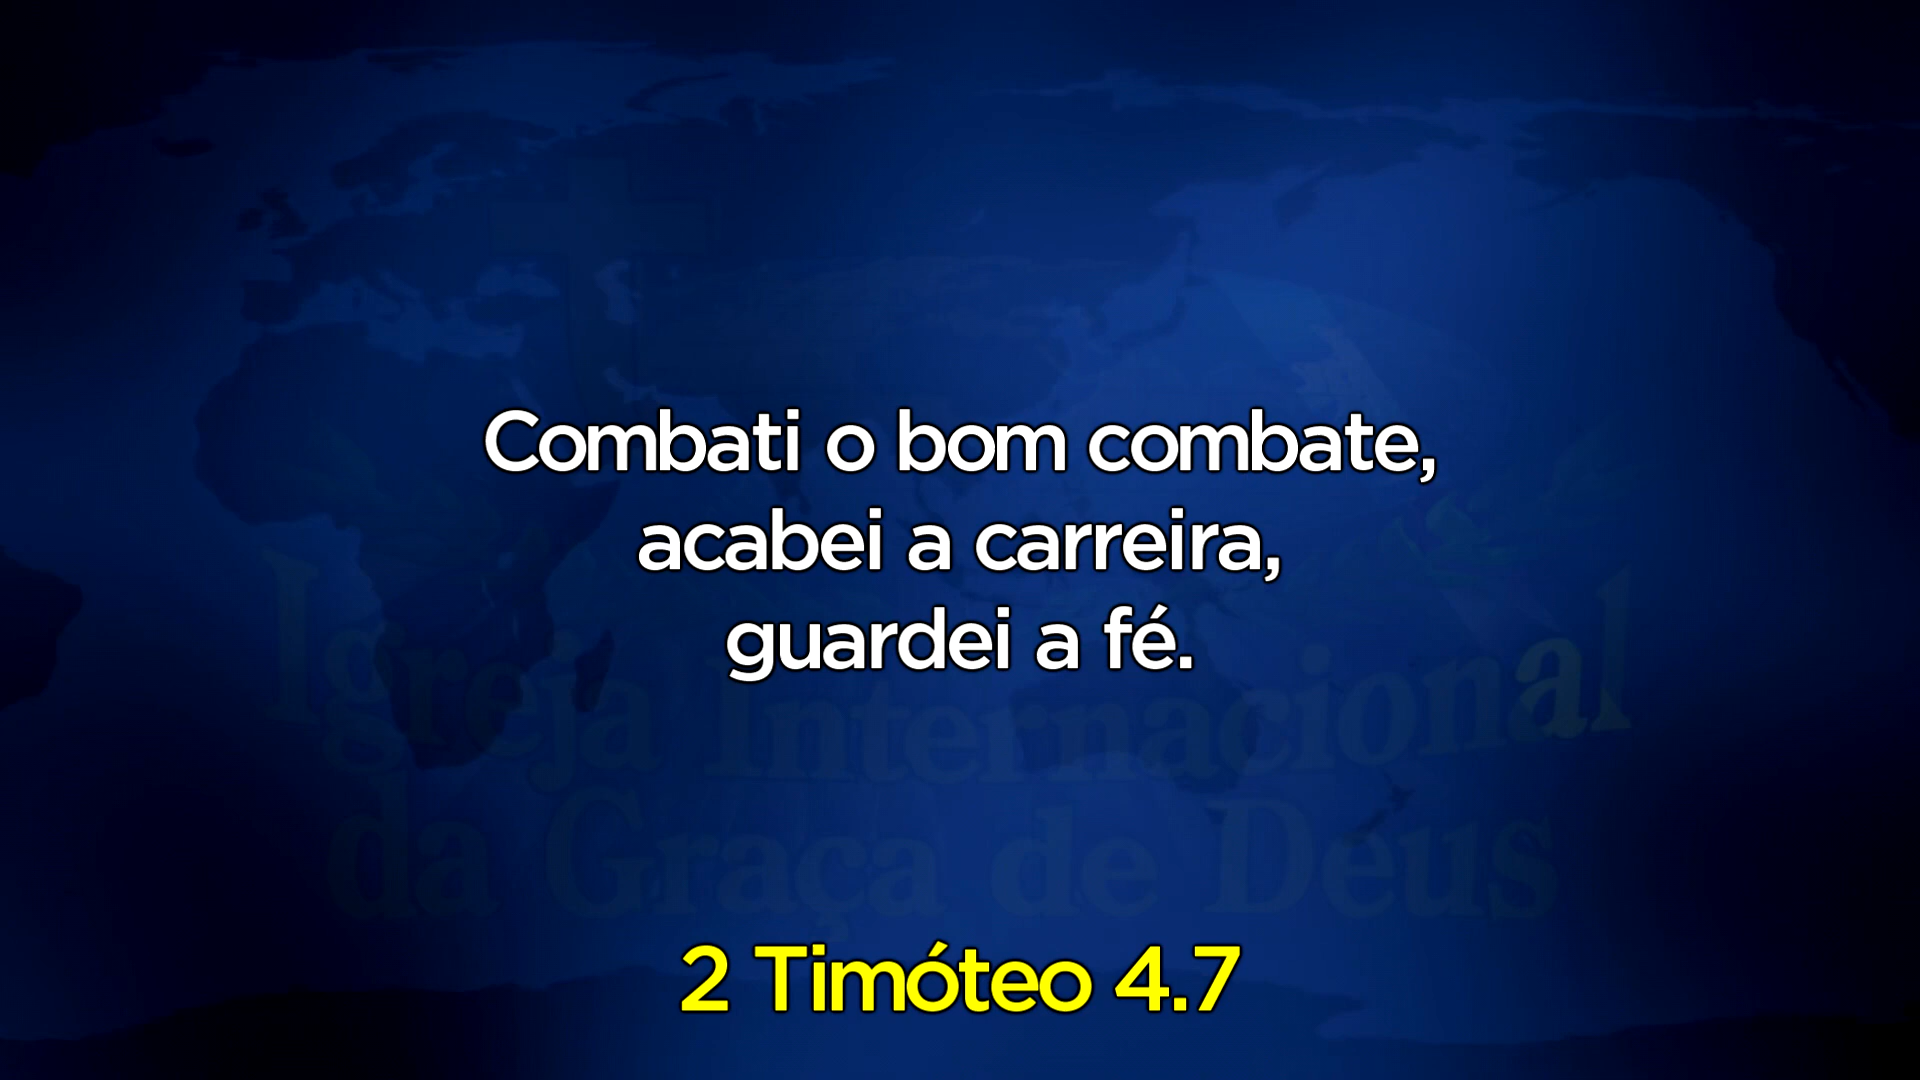 Combati o bom combate,
acabei a carreira,
guardei a fé.
Igreja Internacional
da Graça de Deus
2 Timóteo 4.7